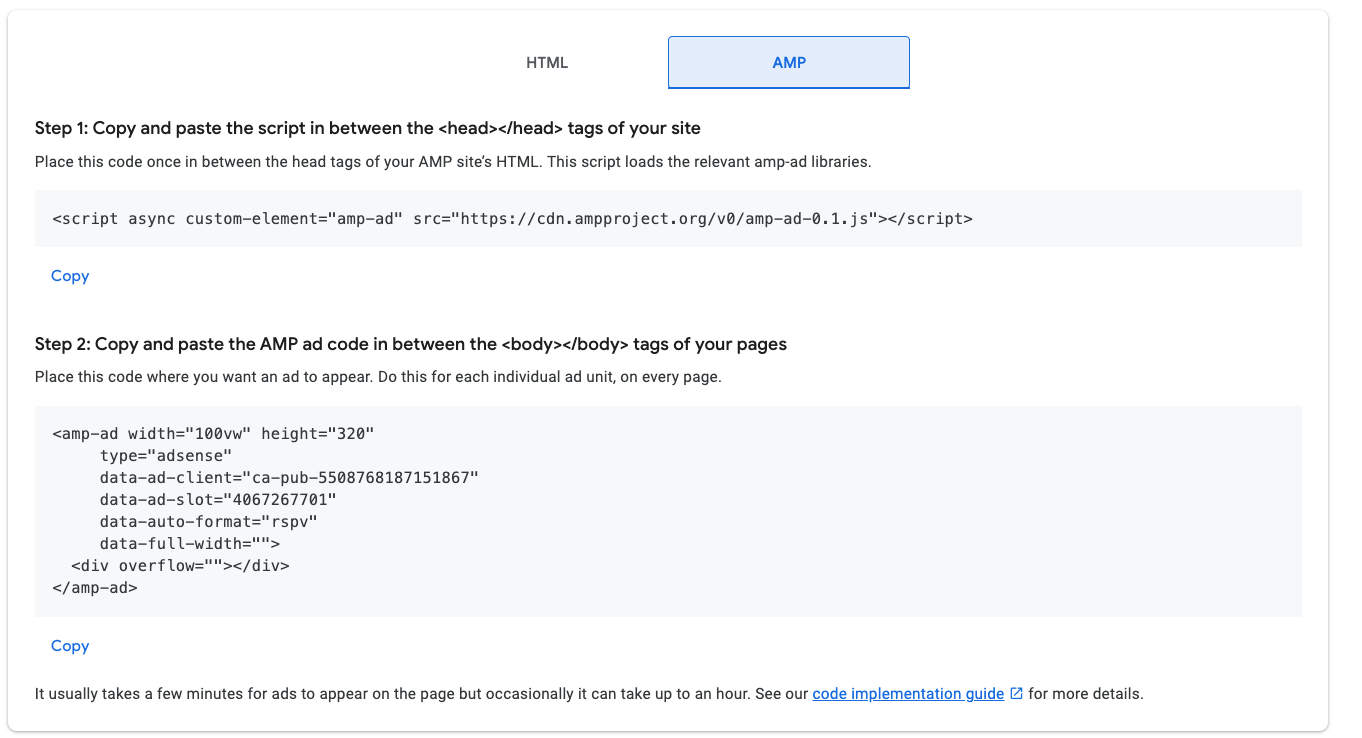 HTML
AMP
Step 1: Copy and paste the script in between the <head></head> tags of your site
Place this code once in between the head tags of your AMP site’s HTML. This script loads the relevant amp-ad libraries.
<script async custom-element="amp-ad" src="https://cdn.ampproject.org/v0/amp-ad-0.1.js"></script>
Copy
Step 2: Copy and paste the AMP ad code in between the <body></body> tags of your pages
Place this code where you want an ad to appear. Do this for each individual ad unit, on every page.
<amp-ad width="100vw" height="320"
     type="adsense"
     data-ad-client="ca-pub-5508768187151867"
     data-ad-slot="4067267701"
     data-auto-format="rspv"
     data-full-width="">
  <div overflow=""></div>
</amp-ad>
Copy
It usually takes a few minutes for ads to appear on the page but occasionally it can take up to an hour. See our code implementation guide for more details.